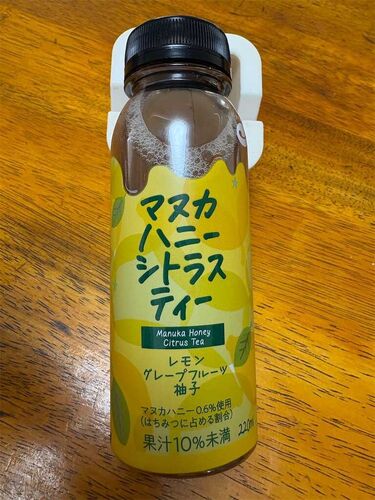 マヌカ
ハニー
シトラス
ティー
Manuka Honey
Citrus Tea
レモン
グレープフルーツ
柚子
マヌカハニー0.6%使用
(はちみつに占める割合)
果汁10%未満
220ml